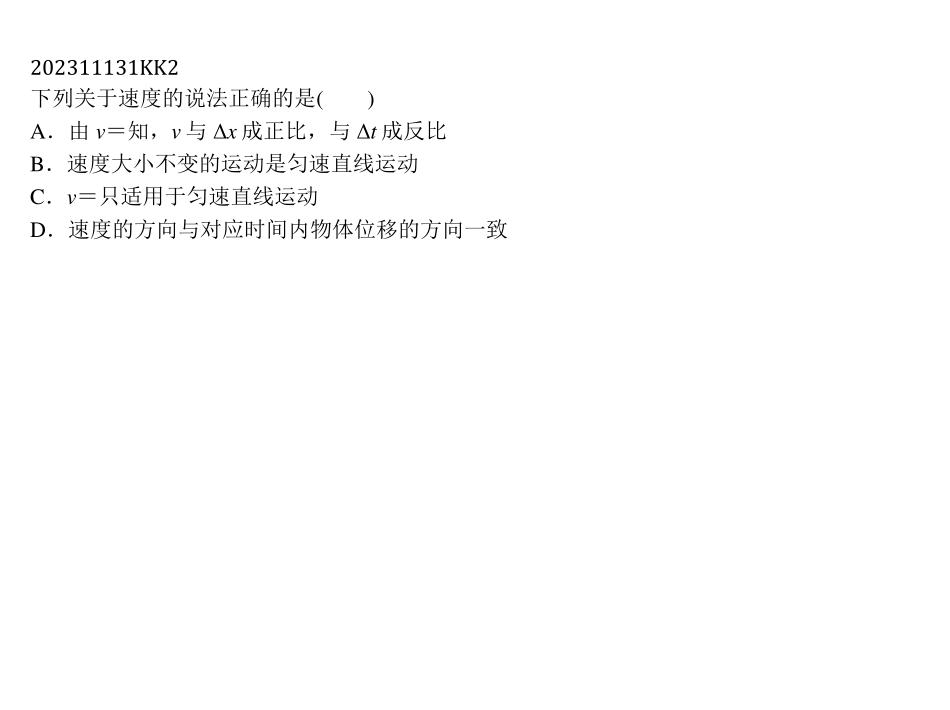 202311131KK2
下列关于速度的说法正确的是(　　)
A．由 v＝知，v 与 Δx 成正比，与 Δt 成反比
B．速度大小不变的运动是匀速直线运动
C．v＝只适用于匀速直线运动
D．速度的方向与对应时间内物体位移的方向一致